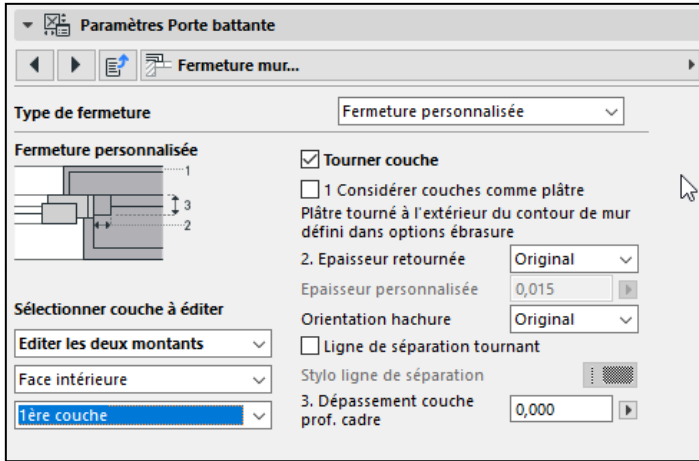 Paramètres Porte battante
Fermeture mur...
Type de fermeture
Fermeture personnalisée
Fermeture personnalisée
1
3
2
Tourner couche
1 Considérer couches comme plâtre
Plâtre tourné à l'extérieur du contour de mur
défini dans options ébrasure
2. Epaisseur retournée
Original
Epaisseur personnalisée
0,015
Sélectionner couche à éditer
Orientation hachure
Original
Editer les deux montants
Ligne de séparation tournant
Face intérieure
Stylo ligne de séparation
1ère couche
3. Dépassement couche
prof. cadre
0,000